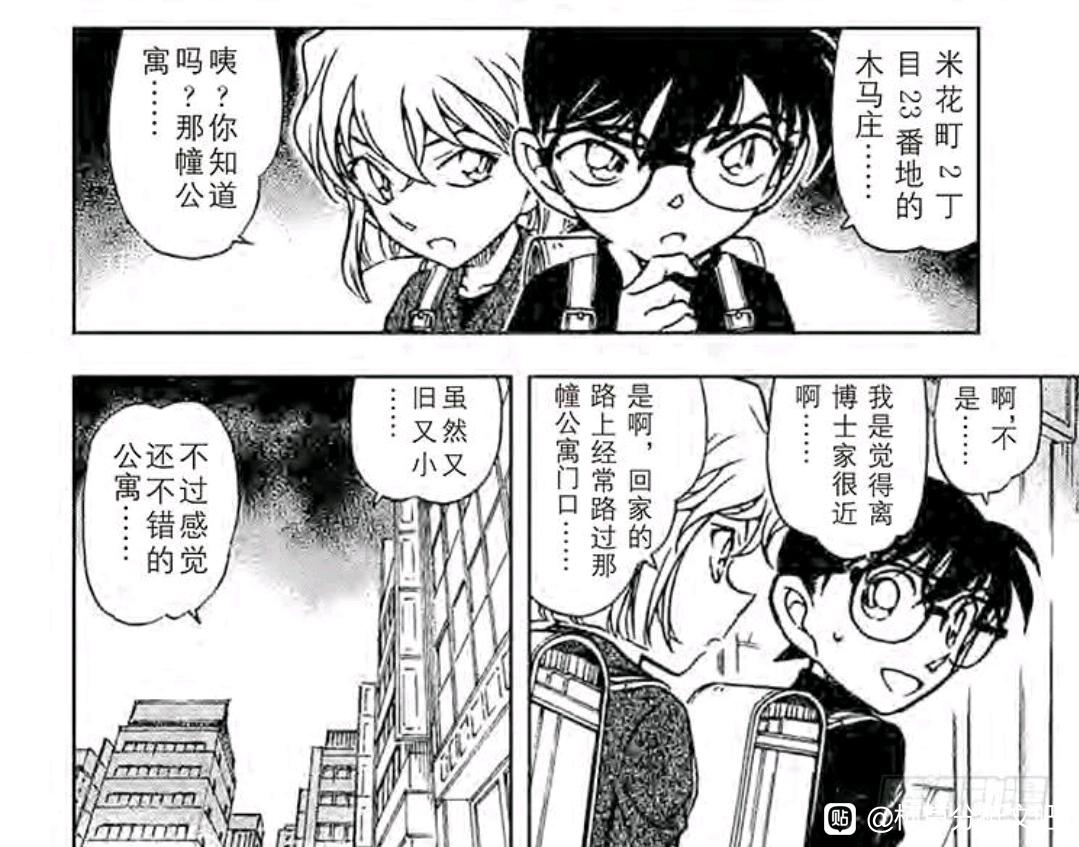 米花町 2 丁
目 23番地的
木马庄……
咦?你知道
吗?那幢公
寓……
啊,不
是……
我是觉得离
博士家很近
啊……
是啊,回家的
路上经常路过那
幢公寓门口……
虽然又
旧又小
……
不过感觉
还不错的
公寓……
贴